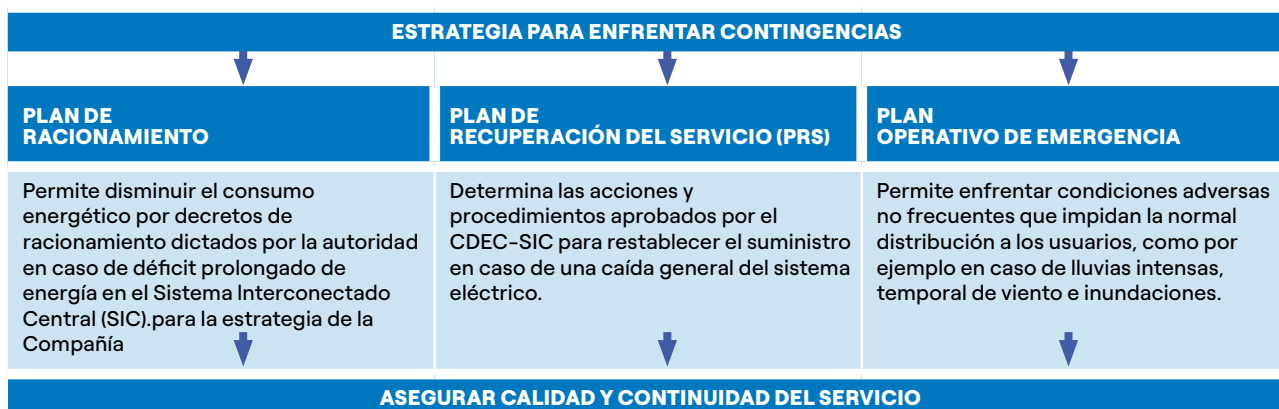 ESTRATEGIA PARA ENFRENTAR CONTINGENCIAS
PLAN DE
RACIONAMIENTO
Permite disminuir el consumo
energético por decretos de
racionamiento dictados por la autoridad
en caso de déficit prolongado de
energía en el Sistema Interconectado
Central (SIC).para la estrategia de la
Compañía
PLAN DE
RECUPERACIÓN DEL SERVICIO (PRS)
Determina las acciones y
procedimientos aprobados por el
CDEC-SIC para restablecer el suministro
en caso de una caída general del sistema
eléctrico.
PLAN
OPERATIVO DE EMERGENCIA
Permite enfrentar condiciones adversas
no frecuentes que impidan la normal
distribución a los usuarios, como por
ejemplo en caso de lluvias intensas,
temporal de viento e inundaciones.
ASEGURAR CALIDAD Y CONTINUIDAD DEL SERVICIO